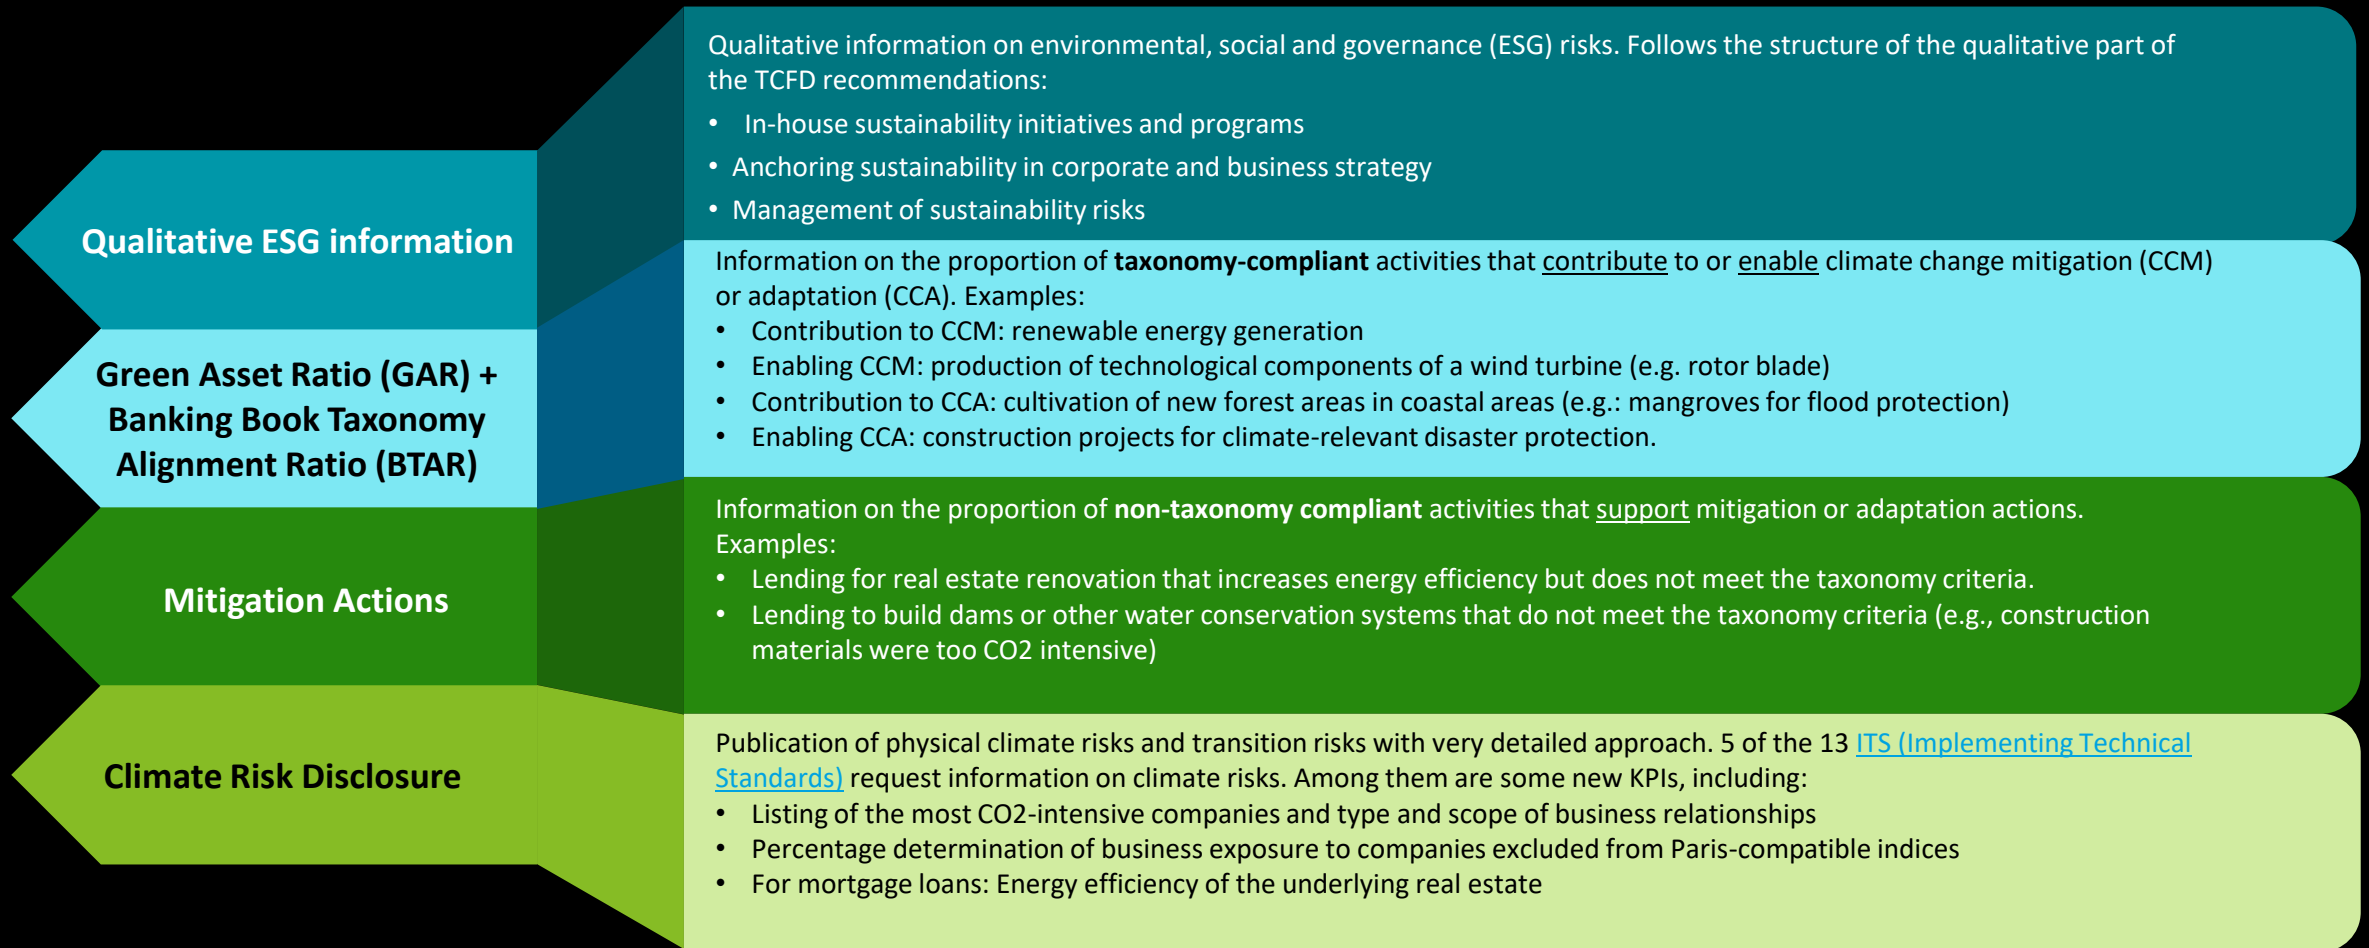 Qualitative ESG information
Qualitative information on environmental, social and governance (ESG) risks. Follows the structure of the qualitative part of
the TCFD recommendations:
• In-house sustainability initiatives and programs
• Anchoring sustainability in corporate and business strategy
• Management of sustainability risks
Green Asset Ratio (GAR) +
Banking Book Taxonomy
Alignment Ratio (BTAR)
Information on the proportion of taxonomy-compliant activities that contribute to or enable climate change mitigation (CCM)
or adaptation (CCA). Examples:
• Contribution to CCM: renewable energy generation
• Enabling CCM: production of technological components of a wind turbine (e.g. rotor blade)
• Contribution to CCA: cultivation of new forest areas in coastal areas (e.g.: mangroves for flood protection)
• Enabling CCA: construction projects for climate-relevant disaster protection.
Mitigation Actions
Information on the proportion of non-taxonomy compliant activities that support mitigation or adaptation actions.
Examples:
• Lending for real estate renovation that increases energy efficiency but does not meet the taxonomy criteria.
• Lending to build dams or other water conservation systems that do not meet the taxonomy criteria (e.g., construction
materials were too CO2 intensive)
Climate Risk Disclosure
Publication of physical climate risks and transition risks with very detailed approach. 5 of the 13 ITS (Implementing Technical
Standards) request information on climate risks. Among them are some new KPIs, including:
• Listing of the most CO2-intensive companies and type and scope of business relationships
• Percentage determination of business exposure to companies excluded from Paris-compatible indices
• For mortgage loans: Energy efficiency of the underlying real estate